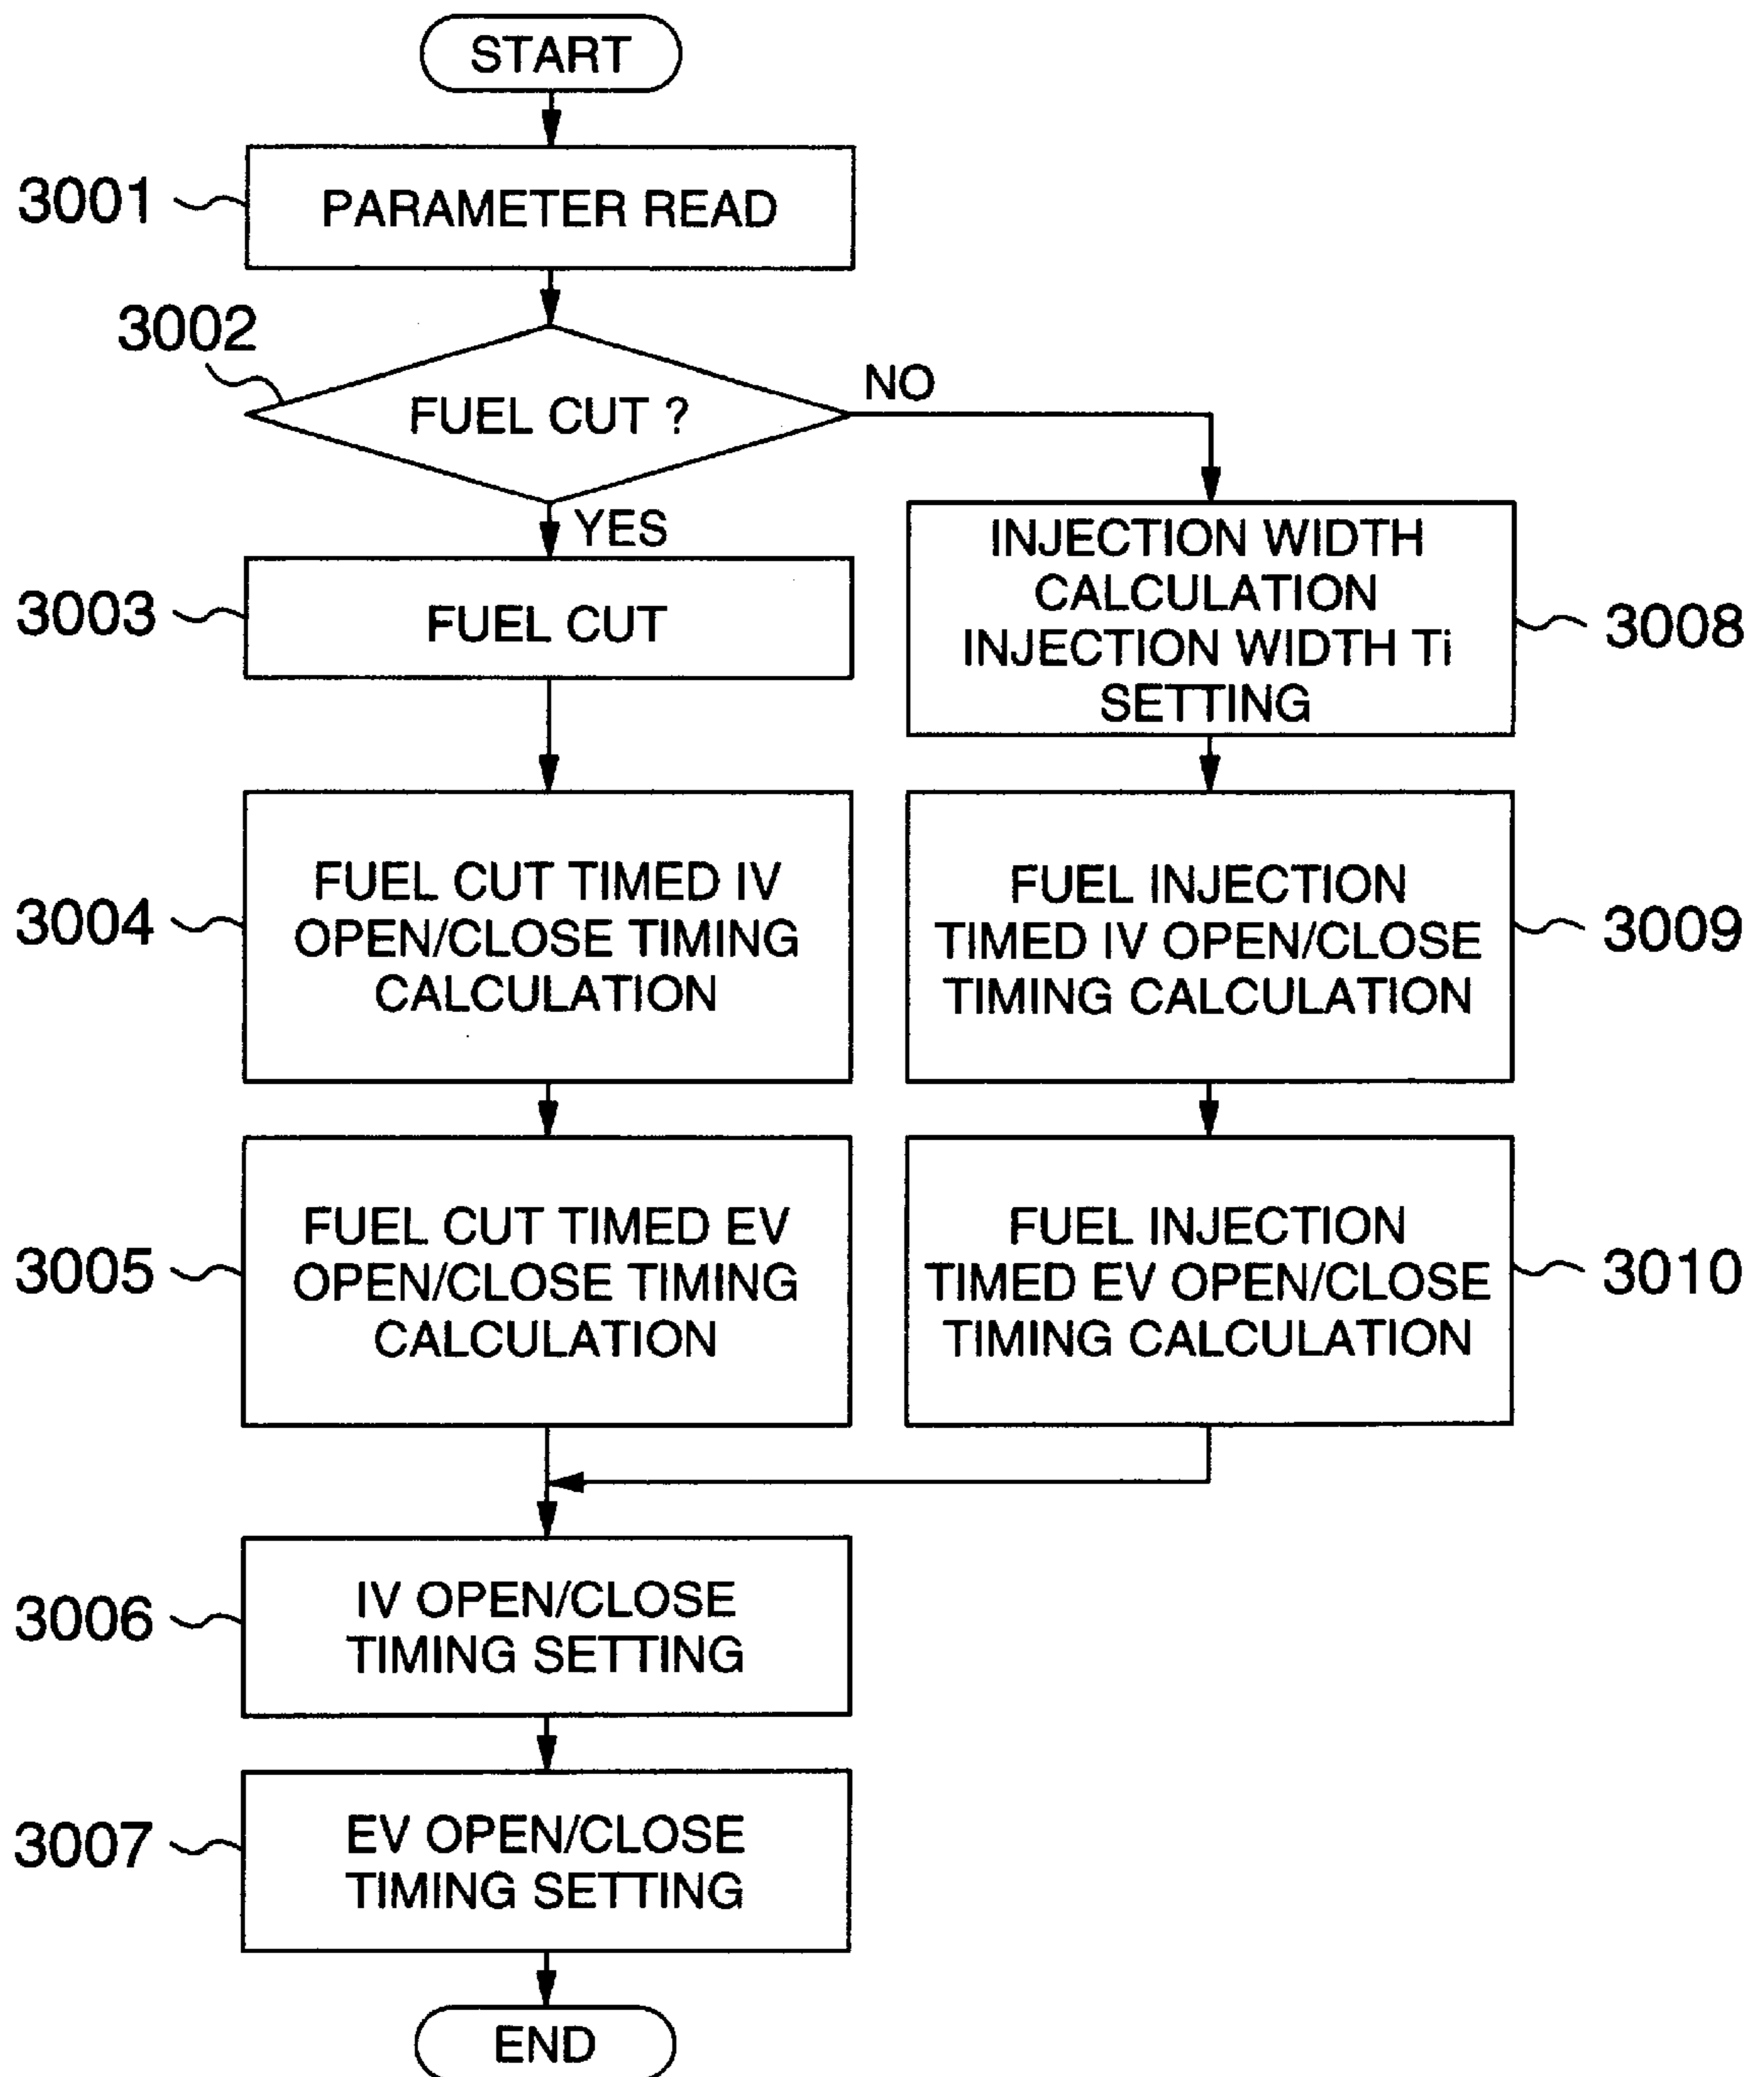 START
3001
PARAMETER READ
3002
FUEL CUT ?
NO
YES
3003
FUEL CUT
INJECTION WIDTH
CALCULATION
INJECTION WIDTH Ti
SETTING
3008
3004
FUEL CUT TIMED IV
OPEN/CLOSE TIMING
CALCULATION
FUEL INJECTION
TIMED IV OPEN/CLOSE
TIMING CALCULATION
3009
3005
FUEL CUT TIMED EV
OPEN/CLOSE TIMING
CALCULATION
FUEL INJECTION
TIMED EV OPEN/CLOSE
TIMING CALCULATION
3010
3006
IV OPEN/CLOSE
TIMING SETTING
3007
EV OPEN/CLOSE
TIMING SETTING
END